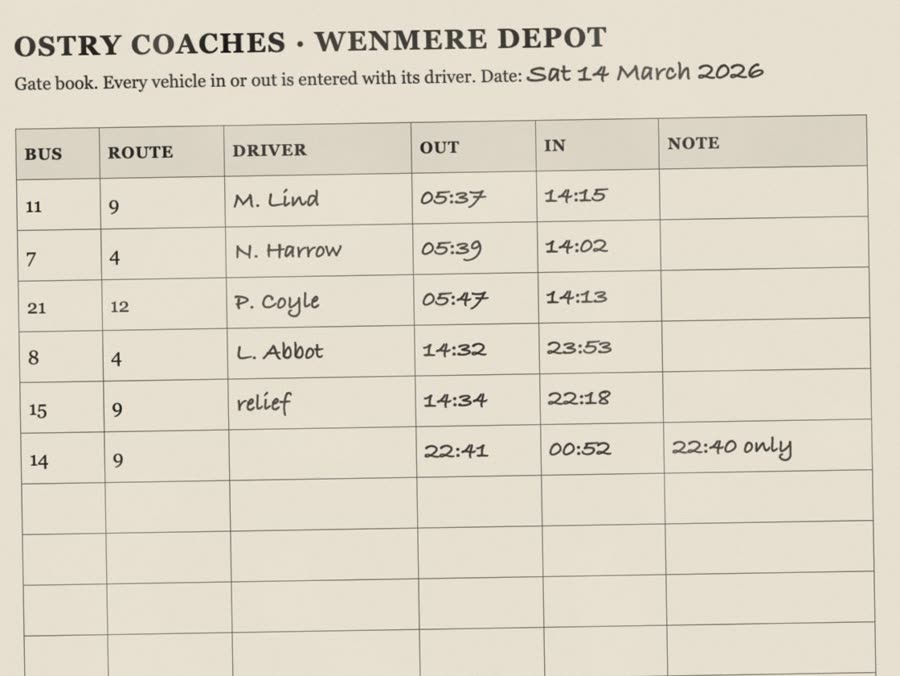 OSTRY COACHES · WENMERE DEPOT
Gate book. Every vehicle in or out is entered with its driver. Date: Sat 14 March 2026
BUS ROUTE DRIVER OUT IN NOTE
11 9 M. Lind 05:37 14:15
7 4 N. Harrow 05:39 14:02
21 12 P. Coyle 05:47 14:13
8 4 L. Abbot 14:32 23:53
15 9 relief 14:34 22:18
14 9 22:41 00:52 22:40 only